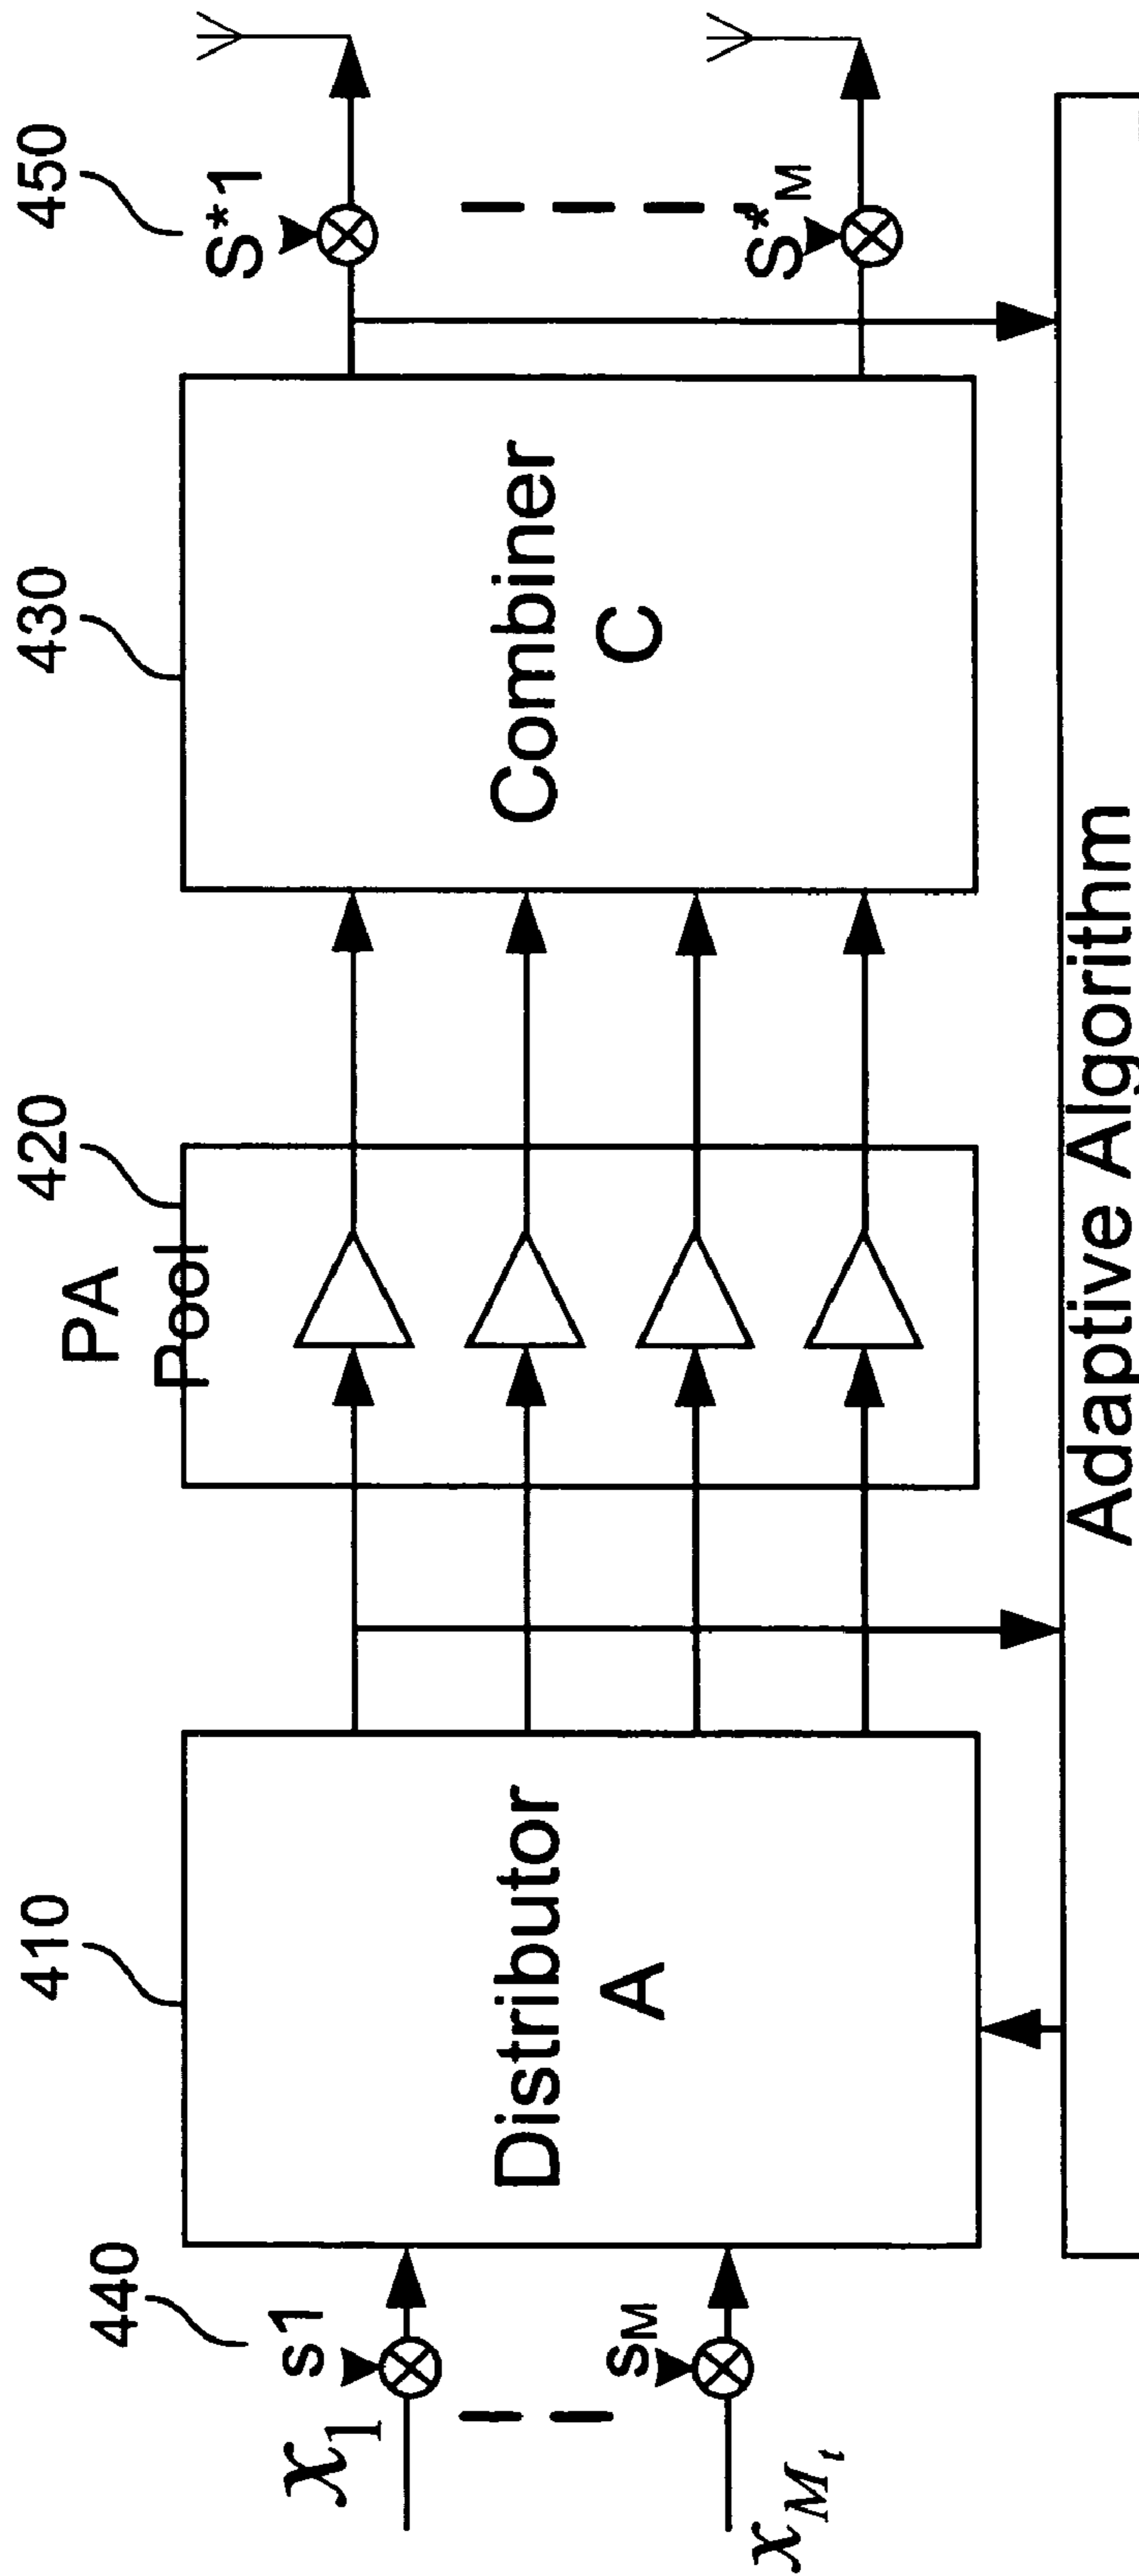 440
410
420
430
450
s1
x1
PA
Pool
S*1
Distributor
A
Combiner
C
sM
xMt
S*M
Adaptive Algorithm